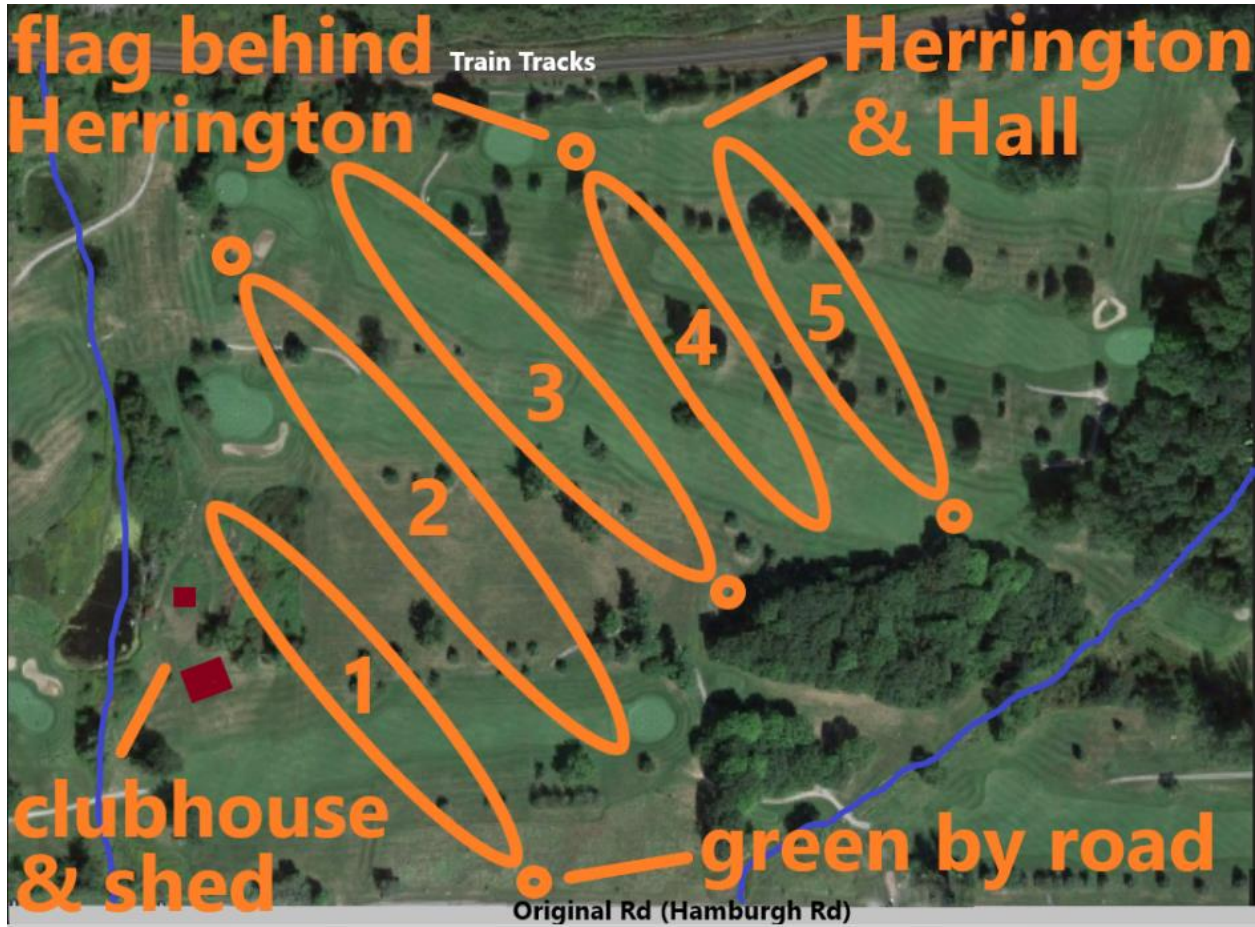 flag behind
Herrington
Train Tracks
Herrington
& Hall
3
4
5
2
1
clubhouse
& shed
green by road
Original Rd (Hamburgh Rd)